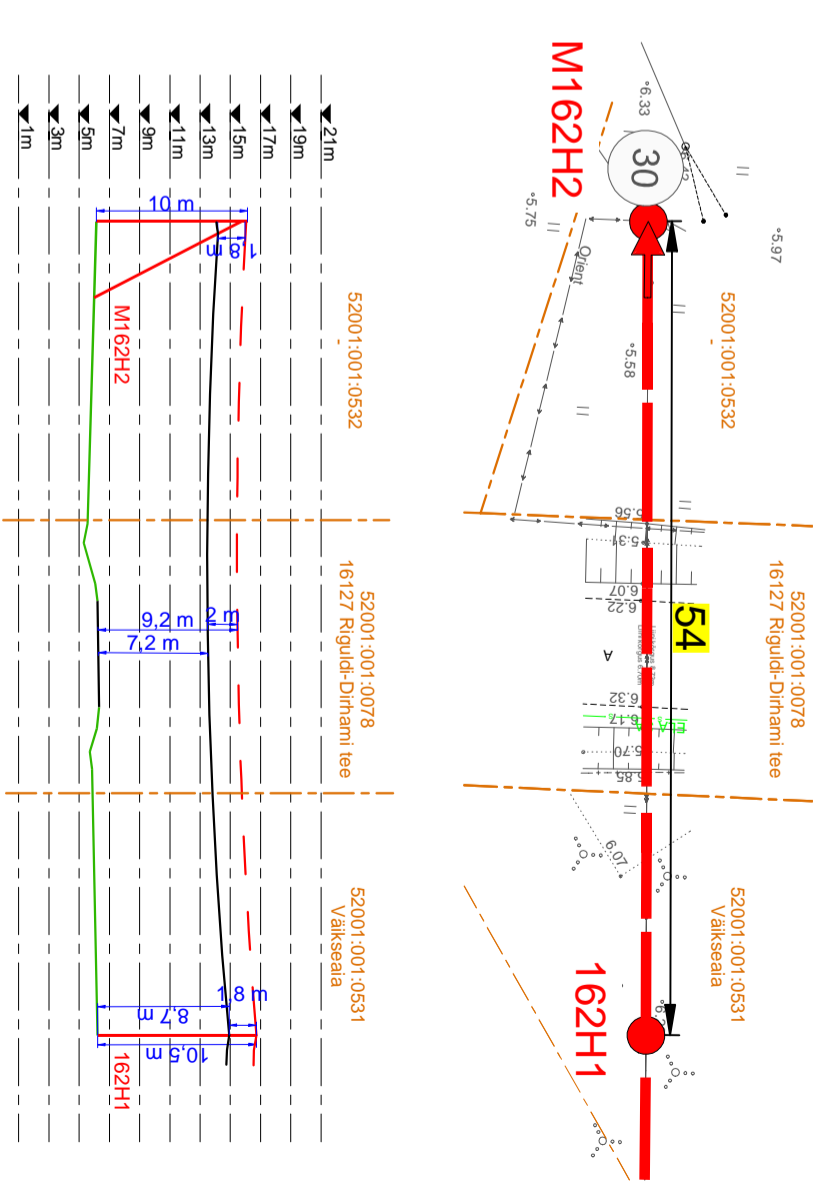 M162H2
30
°6.33
°5.75
°5.97
Orient
°5.58
52001:001:0532
-
5.56
5.31
6.07
6.22
54
52001:001:0078
16127 Riguldi-Dirhami tee
A
6.32
6.17
5.70
5.85
6.07
52001:001:0531
Väikseaia
162H1
21m
19m
17m
15m
13m
11m
9m
7m
5m
3m
1m
10 m
1,8 m
M162H2
52001:001:0532
-
52001:001:0078
16127 Riguldi-Dirhami tee
9,2 m
2 m
7,2 m
52001:001:0531
Väikseaia
1,8 m
8,7 m
10,5 m
162H1